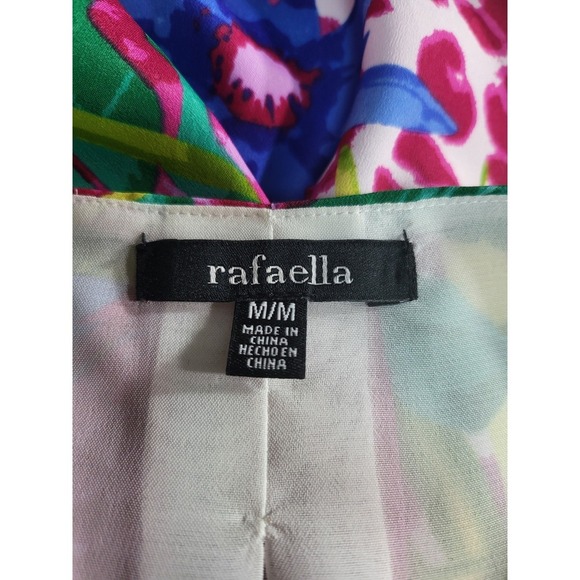 rafaella
M/M
MADE IN
CHINA
HECHO EN
CHINA